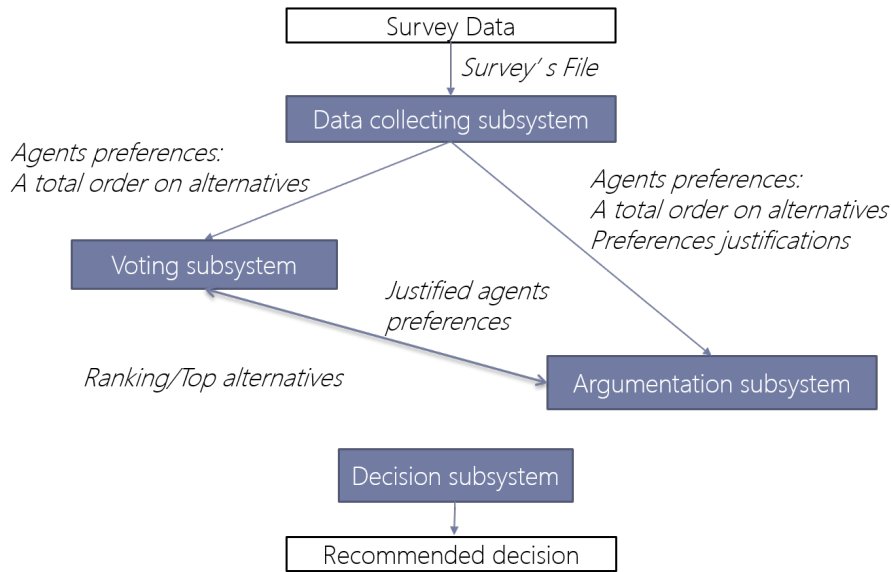 Survey Data
Survey’ s File
Data collecting subsystem
Agents preferences:
A total order on alternatives
Agents preferences:
A total order on alternatives
Preferences justifications
Voting subsystem
Justified agents
preferences
Ranking/Top alternatives
Argumentation subsystem
Decision subsystem
Recommended decision